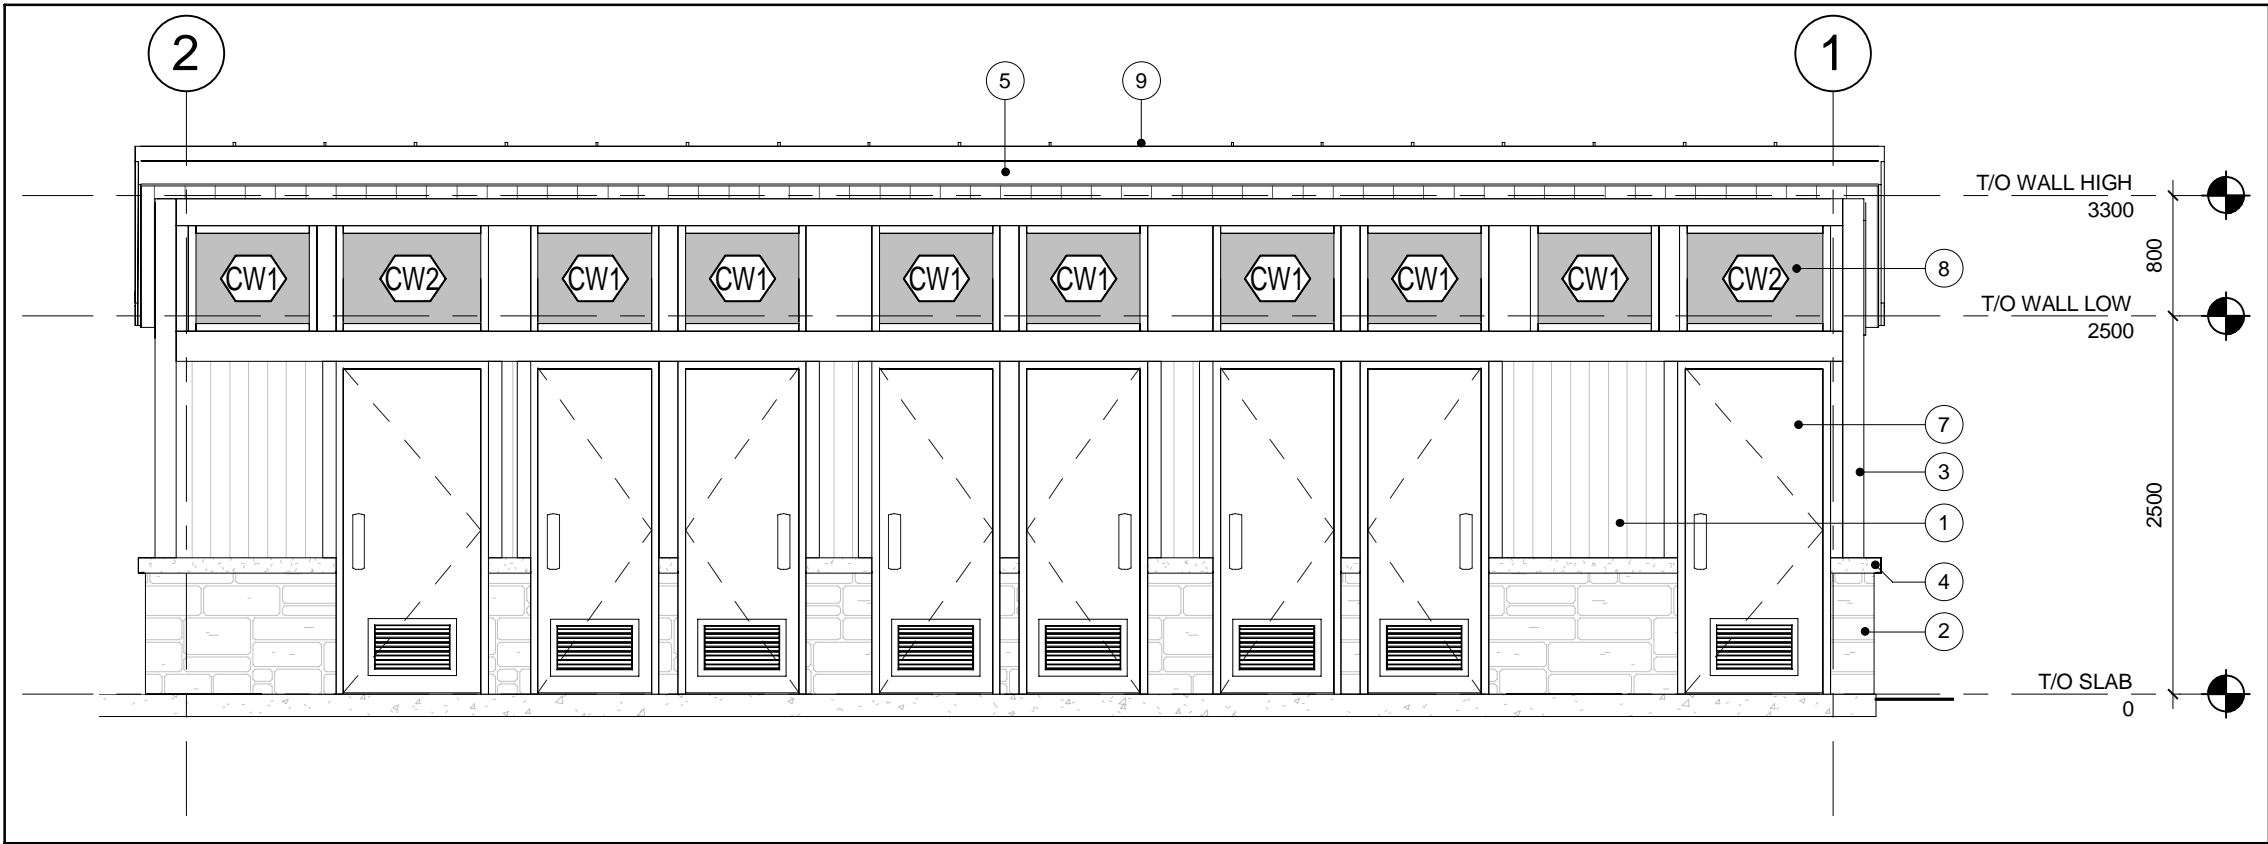 2
1
5
9
T/O WALL HIGH
3300
800
CW1
CW2
CW1
CW1
CW1
CW1
CW1
CW1
CW1
CW2
8
T/O WALL LOW
2500
7
3
2500
1
4
2
T/O SLAB
0